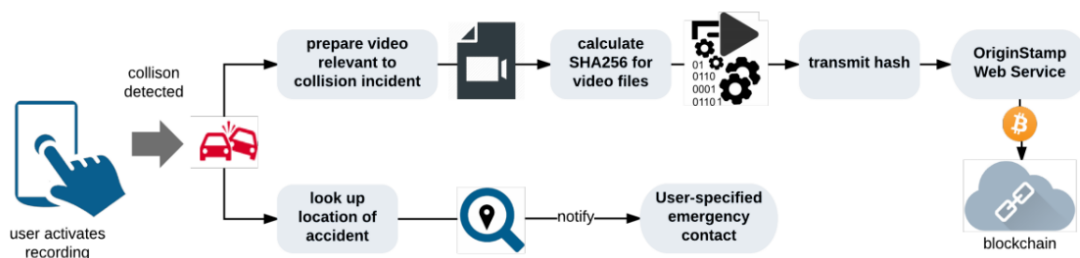 user activates
recording
collison
detected
prepare video
relevant to
collision incident
calculate
SHA256 for
video files
01
0110
0001
01101
transmit hash
OriginStamp
Web Service
blockchain
look up
location of
accident
notify
User-specified
emergency
contact